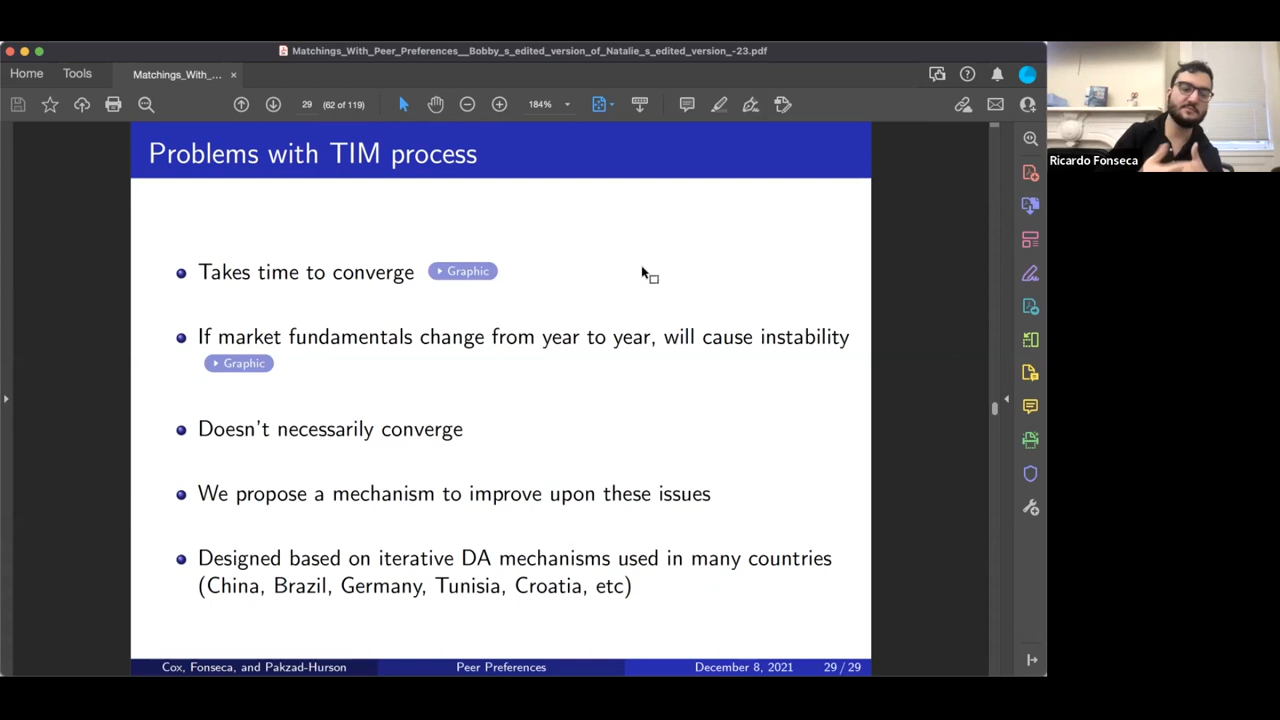 Matchings_With_Peer_Preferences__Bobby_s_edited_version_of_Natalie_s_edited_version_-23.pdf
Home Tools Matchings_With_... ×
29 (62 of 119) 184%
Problems with TIM process
Takes time to converge Graphic
If market fundamentals change from year to year, will cause instability
Graphic
Doesn't necessarily converge
We propose a mechanism to improve upon these issues
Designed based on iterative DA mechanisms used in many countries
(China, Brazil, Germany, Tunisia, Croatia, etc)
Cox, Fonseca, and Pakzad-Hurson Peer Preferences December 8, 2021 29 / 29
Ricardo Fonseca